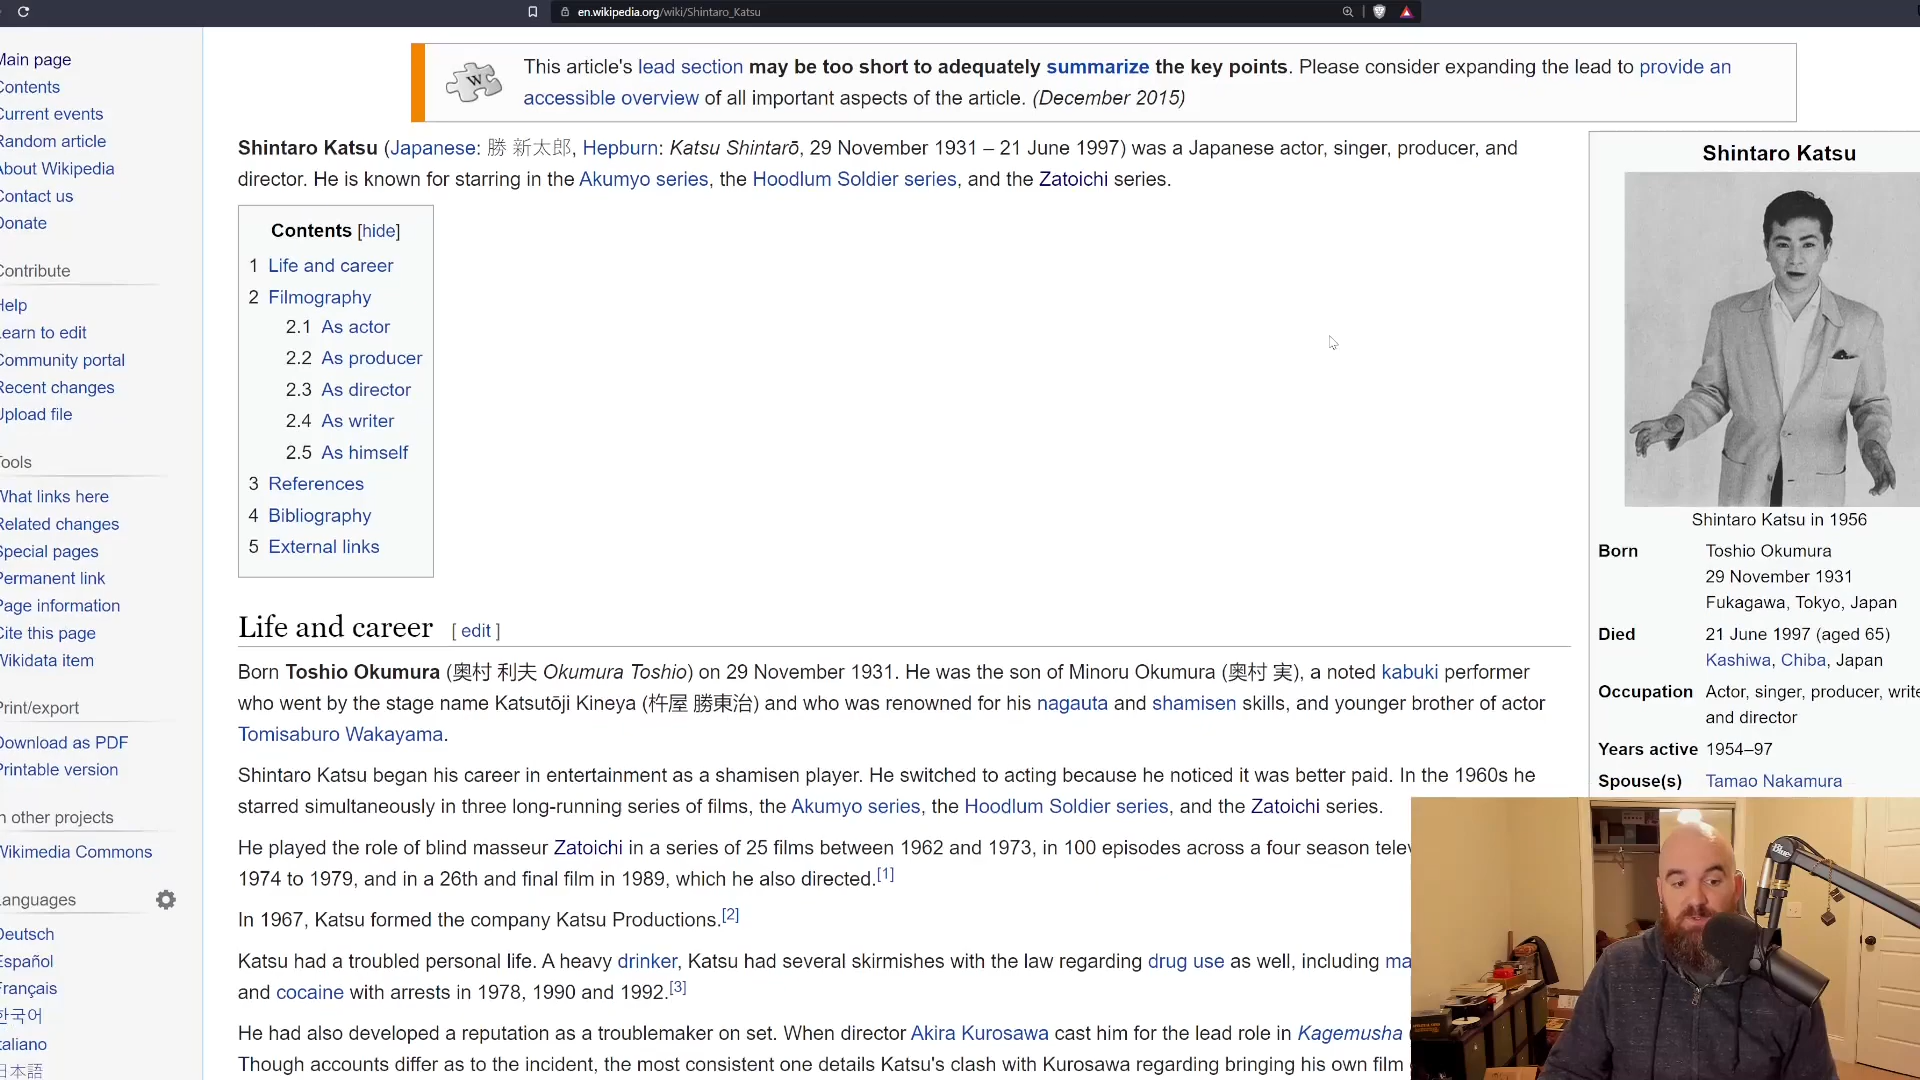 en.wikipedia.org/wiki/Shintaro_Katsu
Main page
Contents
Current events
Random article
About Wikipedia
Contact us
Donate
Contribute
Help
Learn to edit
Community portal
Recent changes
Upload file
Tools
What links here
Related changes
Special pages
Permanent link
Page information
Cite this page
Wikidata item
Print/export
Download as PDF
Printable version
In other projects
Wikimedia Commons
Languages
Deutsch
Español
Français
한국어
Italiano
日本語
This article's lead section may be too short to adequately summarize the key points. Please consider expanding the lead to provide an
accessible overview of all important aspects of the article. (December 2015)
Shintaro Katsu (Japanese: 勝 新太郎, Hepburn: Katsu Shintarō, 29 November 1931 – 21 June 1997) was a Japanese actor, singer, producer, and
director. He is known for starring in the Akumyo series, the Hoodlum Soldier series, and the Zatoichi series.
Contents [hide]
1 Life and career
2 Filmography
2.1 As actor
2.2 As producer
2.3 As director
2.4 As writer
2.5 As himself
3 References
4 Bibliography
5 External links
Life and career [ edit ]
Born Toshio Okumura (奥村 利夫 Okumura Toshio) on 29 November 1931. He was the son of Minoru Okumura (奥村 実), a noted kabuki performer
who went by the stage name Katsutōji Kineya (杵屋 勝東治) and who was renowned for his nagauta and shamisen skills, and younger brother of actor
Tomisaburo Wakayama.
Shintaro Katsu began his career in entertainment as a shamisen player. He switched to acting because he noticed it was better paid. In the 1960s he
starred simultaneously in three long-running series of films, the Akumyo series, the Hoodlum Soldier series, and the Zatoichi series.
He played the role of blind masseur Zatoichi in a series of 25 films between 1962 and 1973, in 100 episodes across a four season telev
1974 to 1979, and in a 26th and final film in 1989, which he also directed.[1]
In 1967, Katsu formed the company Katsu Productions.[2]
Katsu had a troubled personal life. A heavy drinker, Katsu had several skirmishes with the law regarding drug use as well, including ma
and cocaine with arrests in 1978, 1990 and 1992.[3]
He had also developed a reputation as a troublemaker on set. When director Akira Kurosawa cast him for the lead role in Kagemusha
Though accounts differ as to the incident, the most consistent one details Katsu's clash with Kurosawa regarding bringing his own film
Shintaro Katsu
Shintaro Katsu in 1956
Born Toshio Okumura
29 November 1931
Fukagawa, Tokyo, Japan
Died 21 June 1997 (aged 65)
Kashiwa, Chiba, Japan
Occupation Actor, singer, producer, write
and director
Years active 1954–97
Spouse(s) Tamao Nakamura
Blue